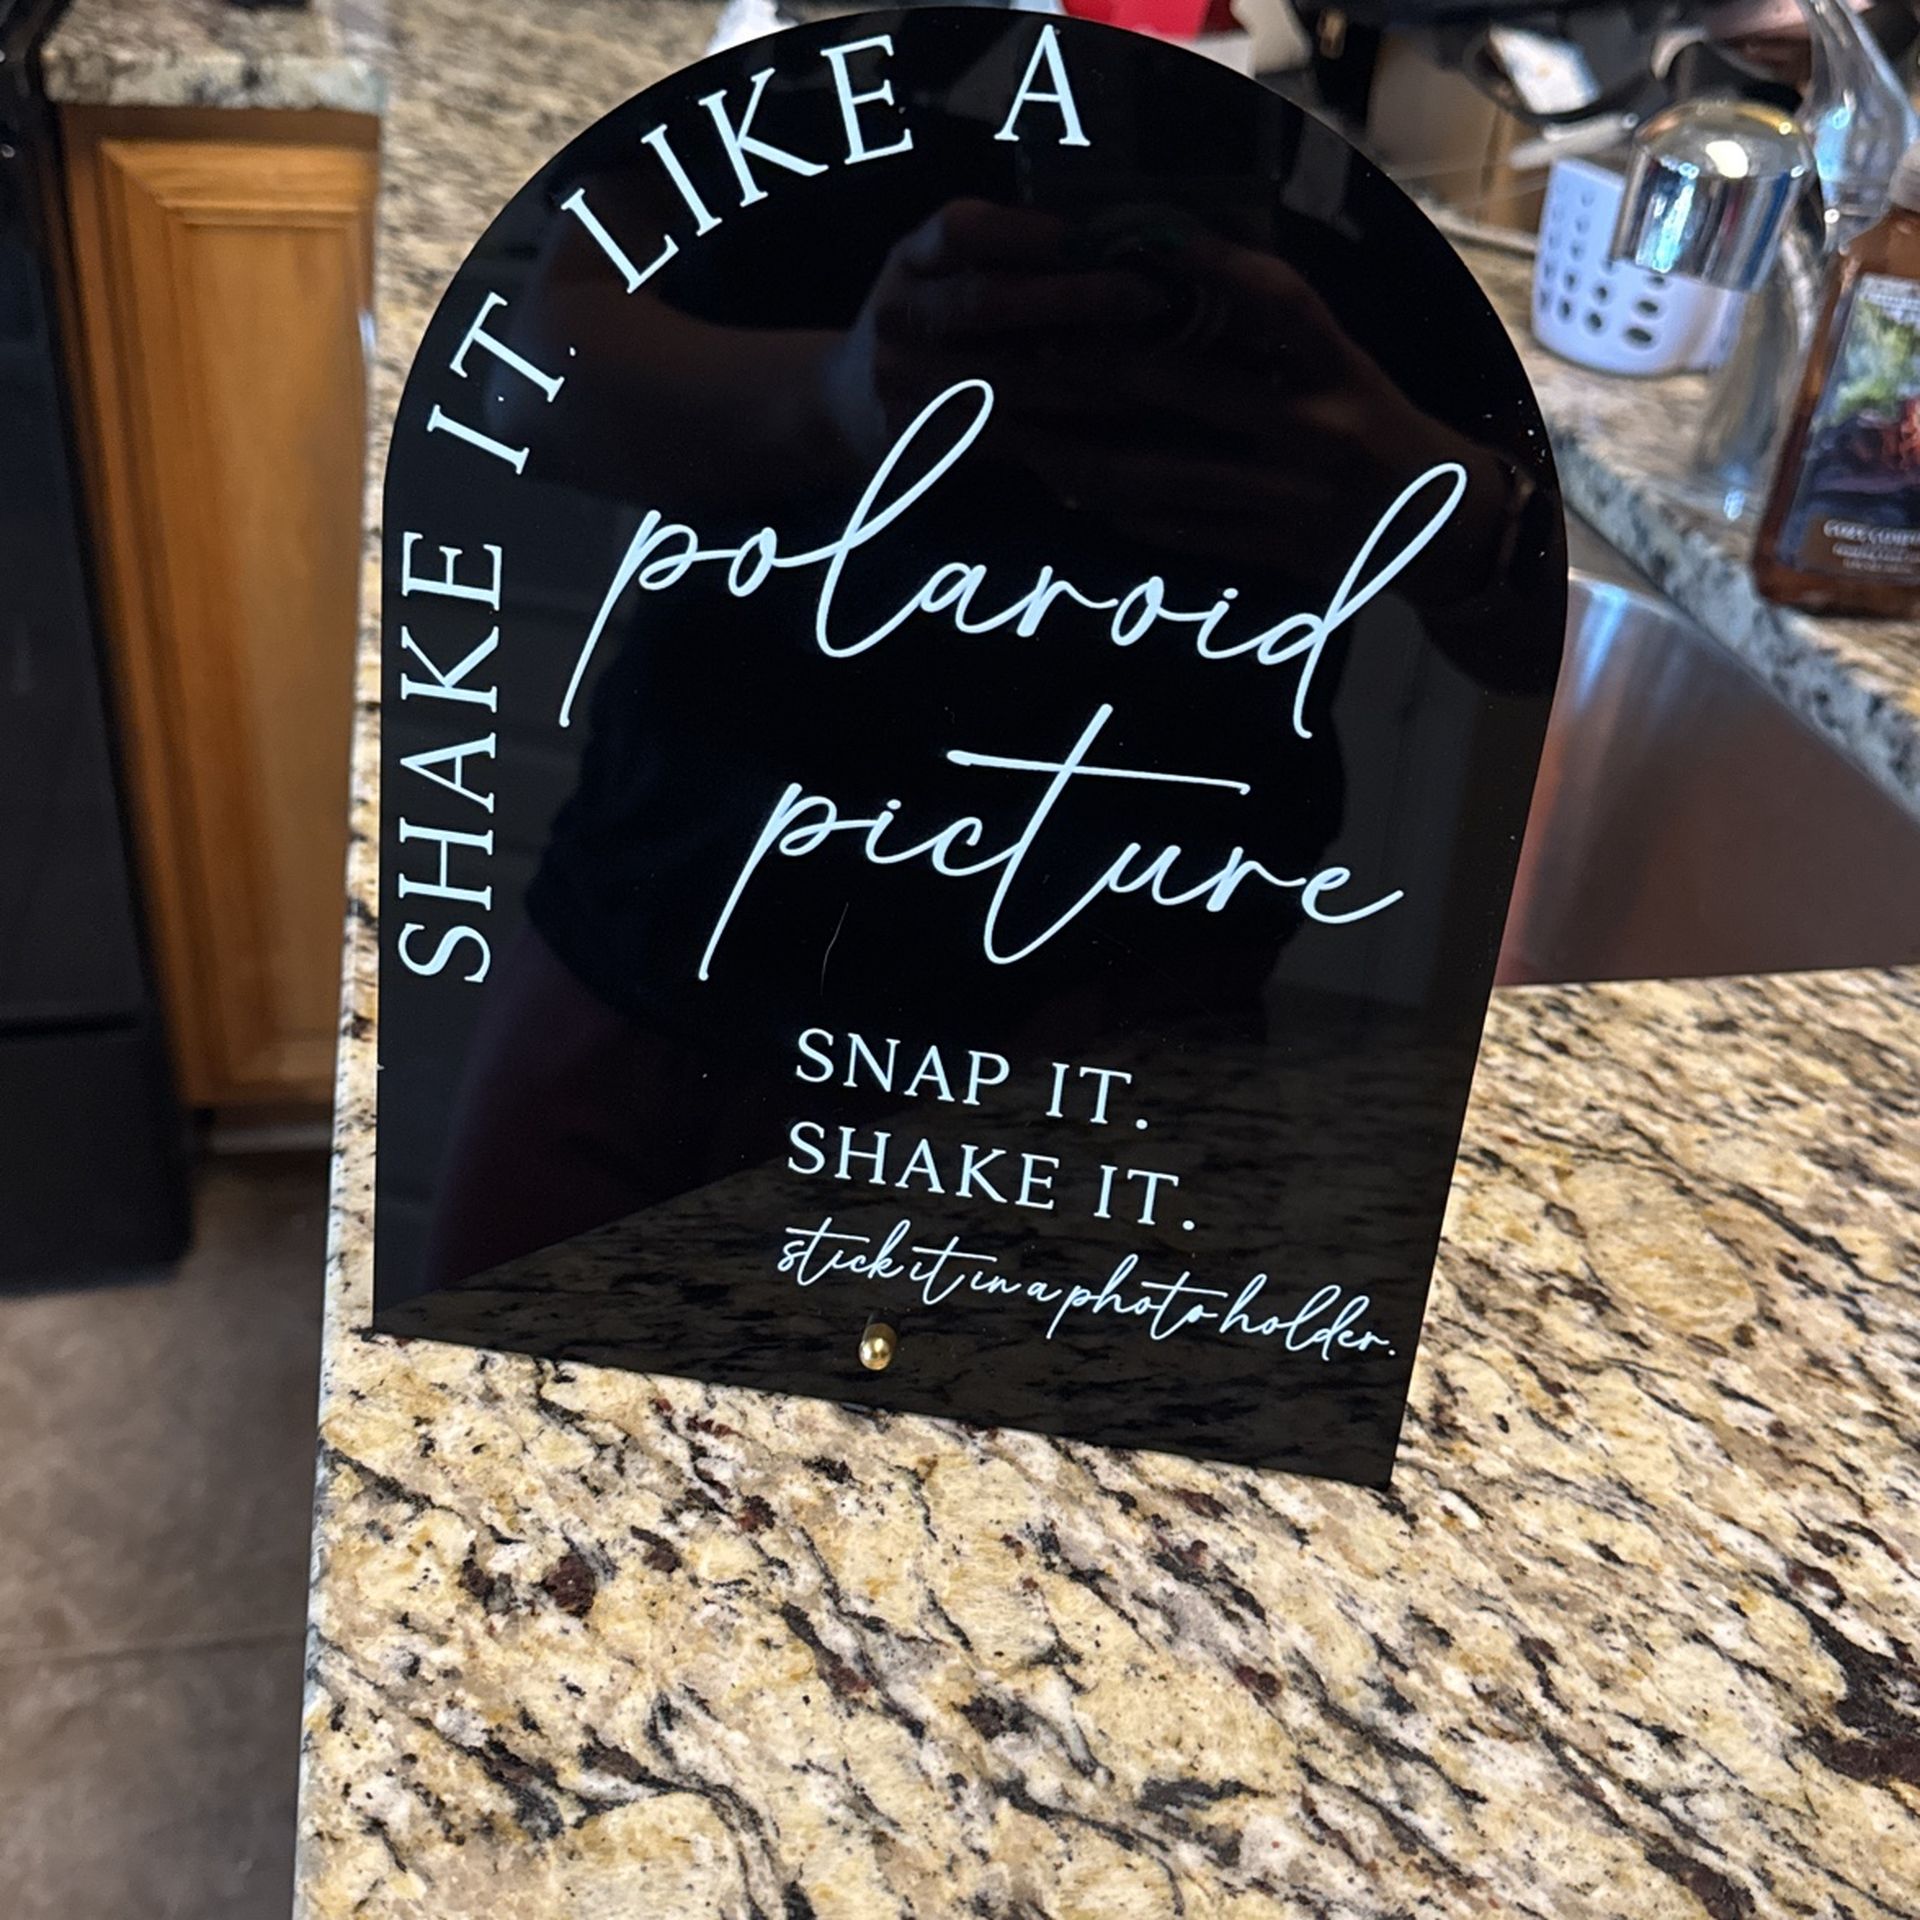 SHAKE IT LIKE A
polaroid
picture
SNAP IT.
SHAKE IT.
stick it in a photo holder.